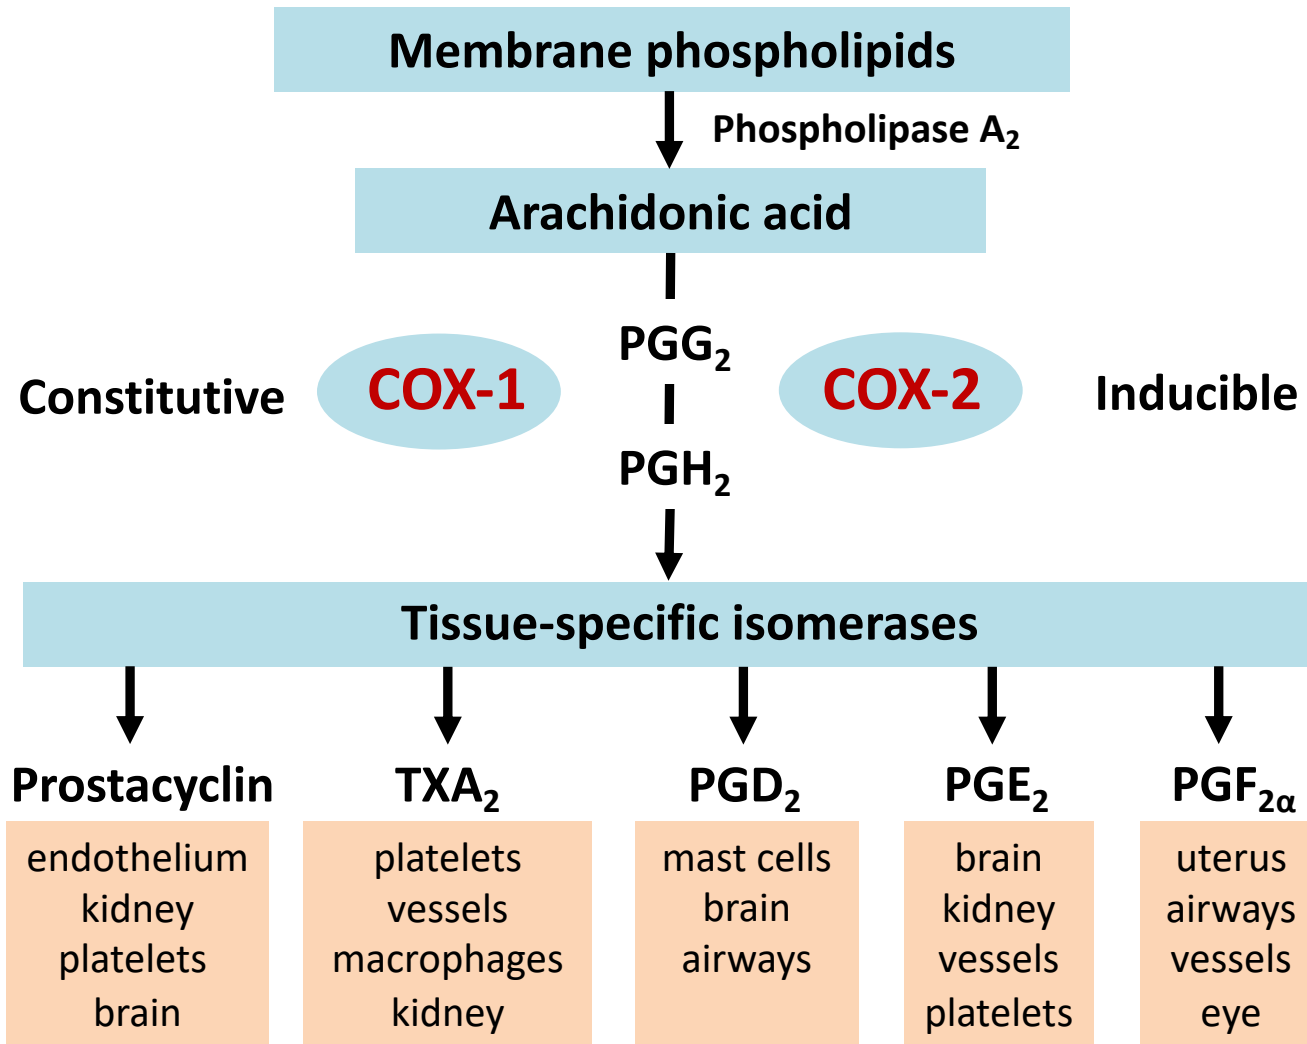 Membrane phospholipids
Phospholipase A₂
Arachidonic acid
PGG₂
Constitutive
COX-1
COX-2
Inducible
PGH₂
Tissue-specific isomerases
Prostacyclin
endothelium
kidney
platelets
brain
TXA₂
platelets
vessels
macrophages
kidney
PGD₂
mast cells
brain
airways
PGE₂
brain
kidney
vessels
platelets
PGF₂α
uterus
airways
vessels
eye